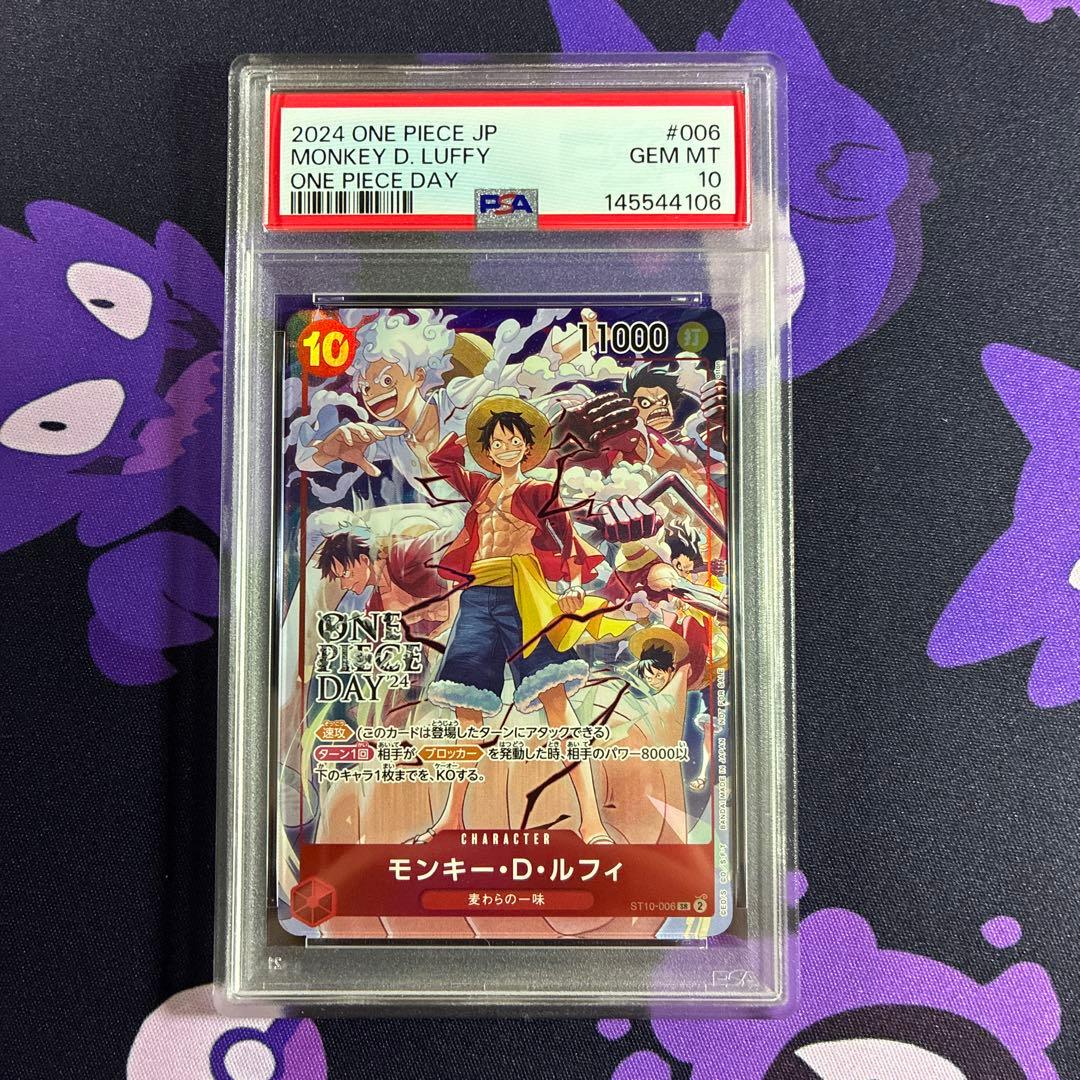 2024 ONE PIECE JP #006
MONKEY D. LUFFY GEM MT
ONE PIECE DAY 10
PSA 145544106
10 11000 打
ONE
PIECE
DAY '24
速攻 (このカードは登場したターンにアタックできる)
ターン1回 相手が ブロッカー を発動した時、相手のパワー8000以
下のキャラ1枚までを、KOする。
CHARACTER
モンキー・D・ルフィ
麦わらの一味
ST10-006 SR 2
BANDAI MADE IN JAPAN NOT FOR SALE
PSA